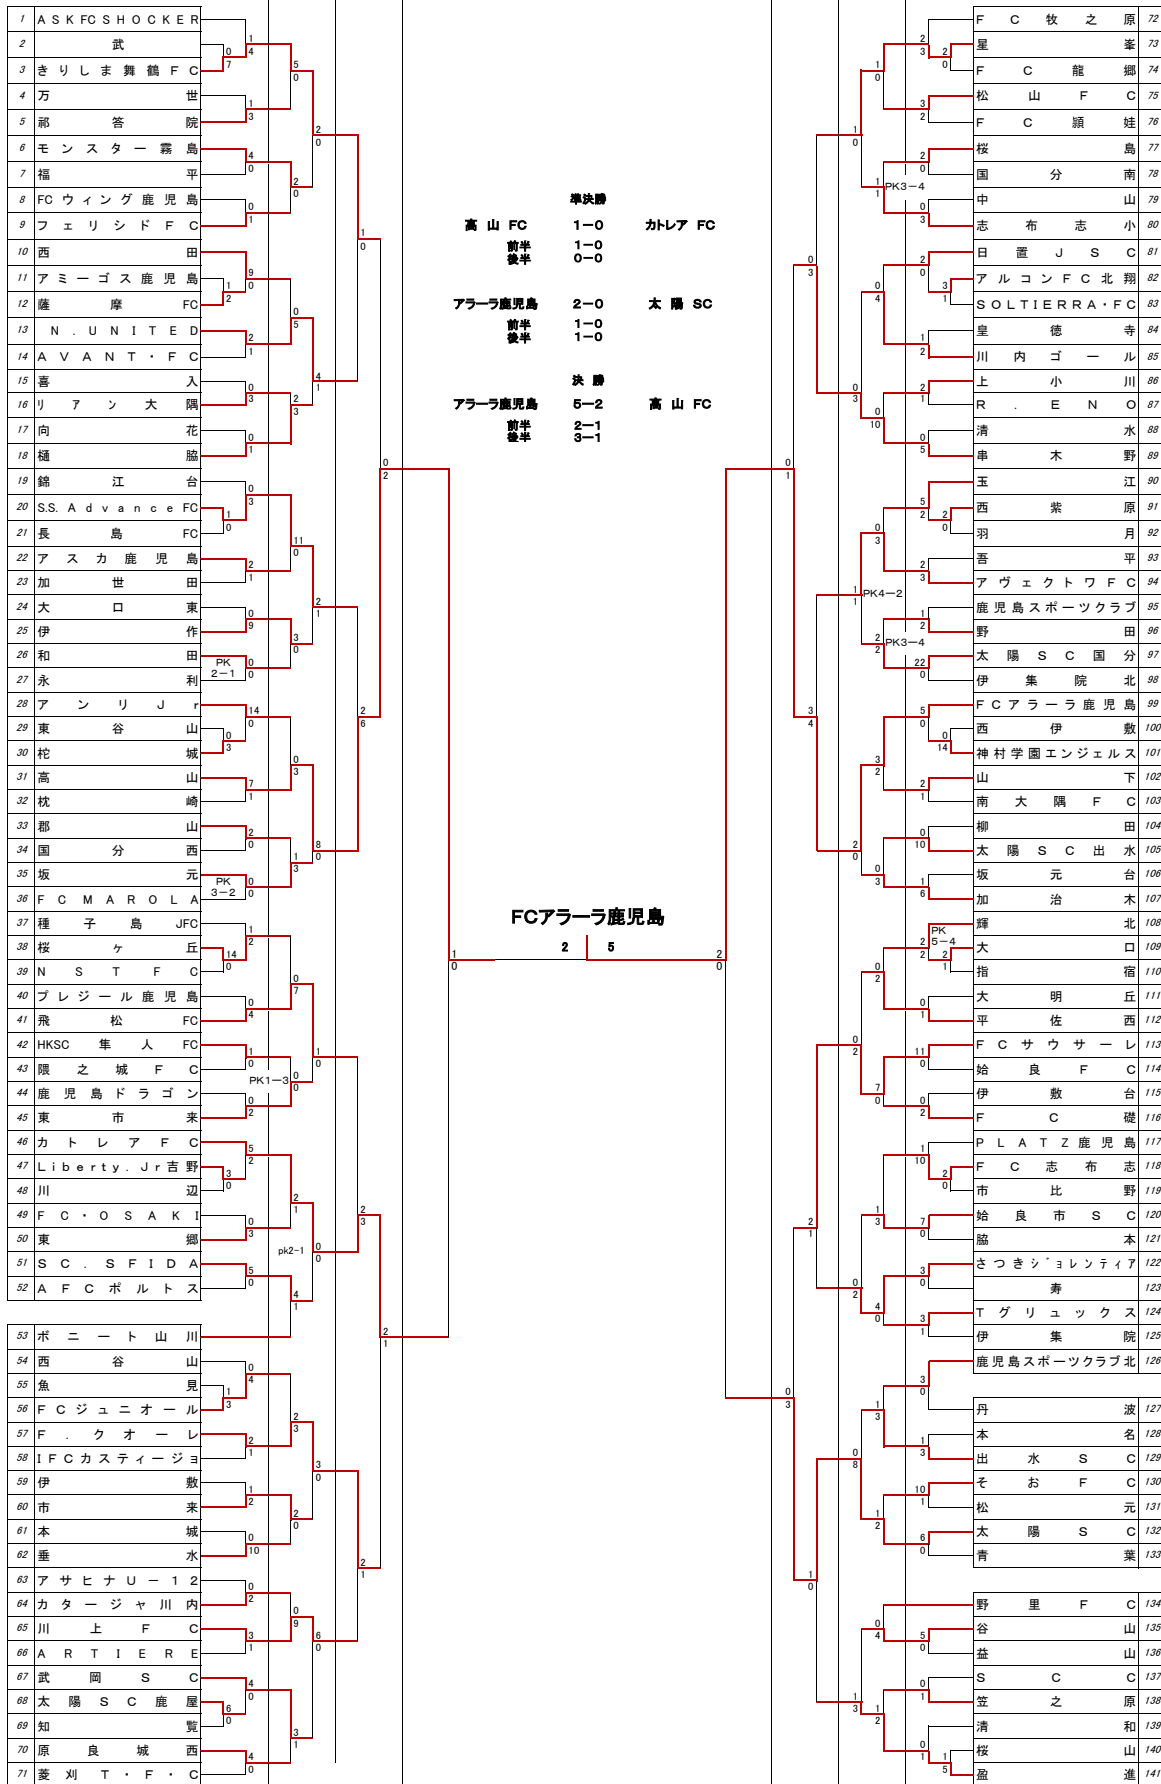 1 ASK FC SHOCKER
2 武
3 きりしま舞鶴FC
4 万世
5 祁答院
6 モンスター霧島
7 福平
8 FCウィング鹿児島
9 フェリシドFC
10 西田
11 アミーゴス鹿児島
12 薩摩FC
13 N.UNITED
14 AVANT・FC
15 喜入
16 リアン大隅
17 向花
18 樋脇
19 錦江台
20 S.S. Advance FC
21 長島FC
22 アスカ鹿児島
23 加世田
24 大口東
25 伊作
26 和田
27 永利
28 アンリJr
29 東谷山
30 柁城
31 高山
32 枕崎
33 郡山
34 国分西
35 坂元
36 FC MAROLA
37 種子島JFC
38 桜ヶ丘
39 NSTFC
40 プレジール鹿児島
41 飛松FC
42 HKSC隼人FC
43 隈之城FC
44 鹿児島ドラゴン
45 東市来
46 カトレアFC
47 Liberty.Jr吉野
48 川辺
49 FC・OSAKI
50 東郷
51 SC.SFIDA
52 AFCポルトス
53 ボニート山川
54 西谷山
55 魚見
56 FCジュニオール
57 F.クオーレ
58 IFCカスティージョ
59 伊敷
60 市来
61 本城
62 垂水
63 アサヒナU-12
64 カタージャ川内
65 川上FC
66 ARTIERE
67 武岡SC
68 太陽SC鹿屋
69 知覧
70 原良城西
71 菱刈T・F・C
準決勝
高山FC 1-0 カトレアFC
前半 1-0
後半 0-0
アラーラ鹿児島 2-0 太陽SC
前半 1-0
後半 1-0
決勝
アラーラ鹿児島 5-2 高山FC
前半 2-1
後半 3-1
FCアラーラ鹿児島
2 5
PK 2-1
PK 3-2
PK1-3
pk2-1
PK3-4
PK4-2
PK3-4
PK 5-4
FC牧之原 72
星峯 73
FC龍郷 74
松山FC 75
FC頴娃 76
桜島 77
国分南 78
中山 79
志布志小 80
日置JSC 81
アルコンFC北翔 82
SOLTIERRA・FC 83
皇徳寺 84
川内ゴール 85
上小川 86
R.ENO 87
清水 88
串木野 89
玉江 90
西紫原 91
羽月 92
吾平 93
アヴェクトワFC 94
鹿児島スポーツクラブ 95
野田 96
太陽SC国分 97
伊集院北 98
FCアラーラ鹿児島 99
西伊敷 100
神村学園エンジェルス 101
山下 102
南大隅FC 103
柳田 104
太陽SC出水 105
坂元台 106
加治木 107
輝北 108
大口 109
指宿 110
大明丘 111
平佐西 112
FCサウサーレ 113
姶良FC 114
伊敷台 115
FC礎 116
PLATZ鹿児島 117
FC志布志 118
市比野 119
姶良市SC 120
脇本 121
さつきジョレンティア 122
寿 123
Tグリュックス 124
伊集院 125
鹿児島スポーツクラブ北 126
丹波 127
本名 128
出水SC 129
そおFC 130
松元 131
太陽SC 132
青葉 133
野里FC 134
谷山 135
益山 136
SCC 137
笠之原 138
清和 139
桜山 140
盈進 141